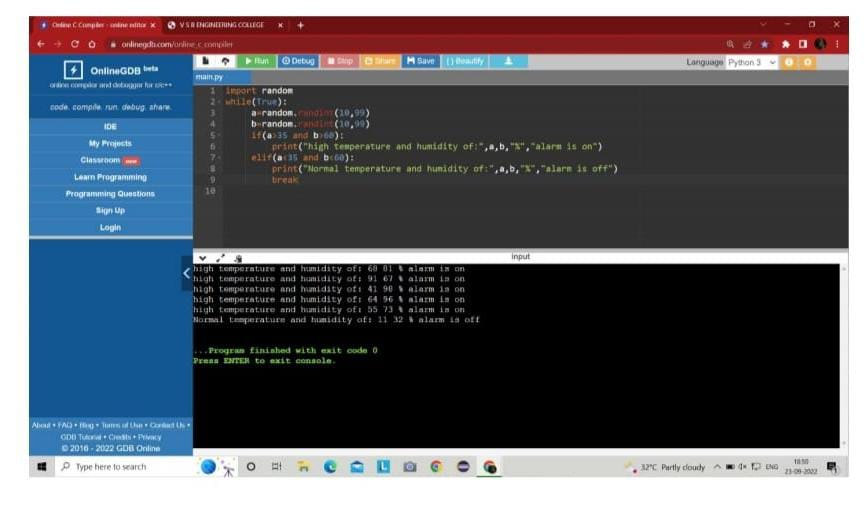 Online C Compiler - online editor
V S B ENGINEERING COLLEGE
onlinegdb.com/online_c_compiler
OnlineGDB beta
online compiler and debugger for c/c++
code. compile. run. debug. share.
IDE
My Projects
Classroom new
Learn Programming
Programming Questions
Sign Up
Login
Run Debug Stop Share Save {} Beautify
Language Python 3
main.py
1 import random
2 while(True):
3 a=random.randint(10,99)
4 b=random.randint(10,99)
5 if(a>35 and b>60):
6 print("high temperature and humidity of:",a,b,"%","alarm is on")
7 elif(a<35 and b<60):
8 print("Normal temperature and humidity of:",a,b,"%","alarm is off")
9 break
10
input
high temperature and humidity of: 60 81 % alarm is on
high temperature and humidity of: 91 67 % alarm is on
high temperature and humidity of: 41 98 % alarm is on
high temperature and humidity of: 64 96 % alarm is on
high temperature and humidity of: 55 73 % alarm is on
Normal temperature and humidity of: 11 32 % alarm is off
...Program finished with exit code 0
Press ENTER to exit console.
About • FAQ • Blog • Terms of Use • Contact Us •
GDB Tutorial • Credits • Privacy
© 2016 - 2022 GDB Online
Type here to search
32°C Partly cloudy
ENG
18:50
23-09-2022